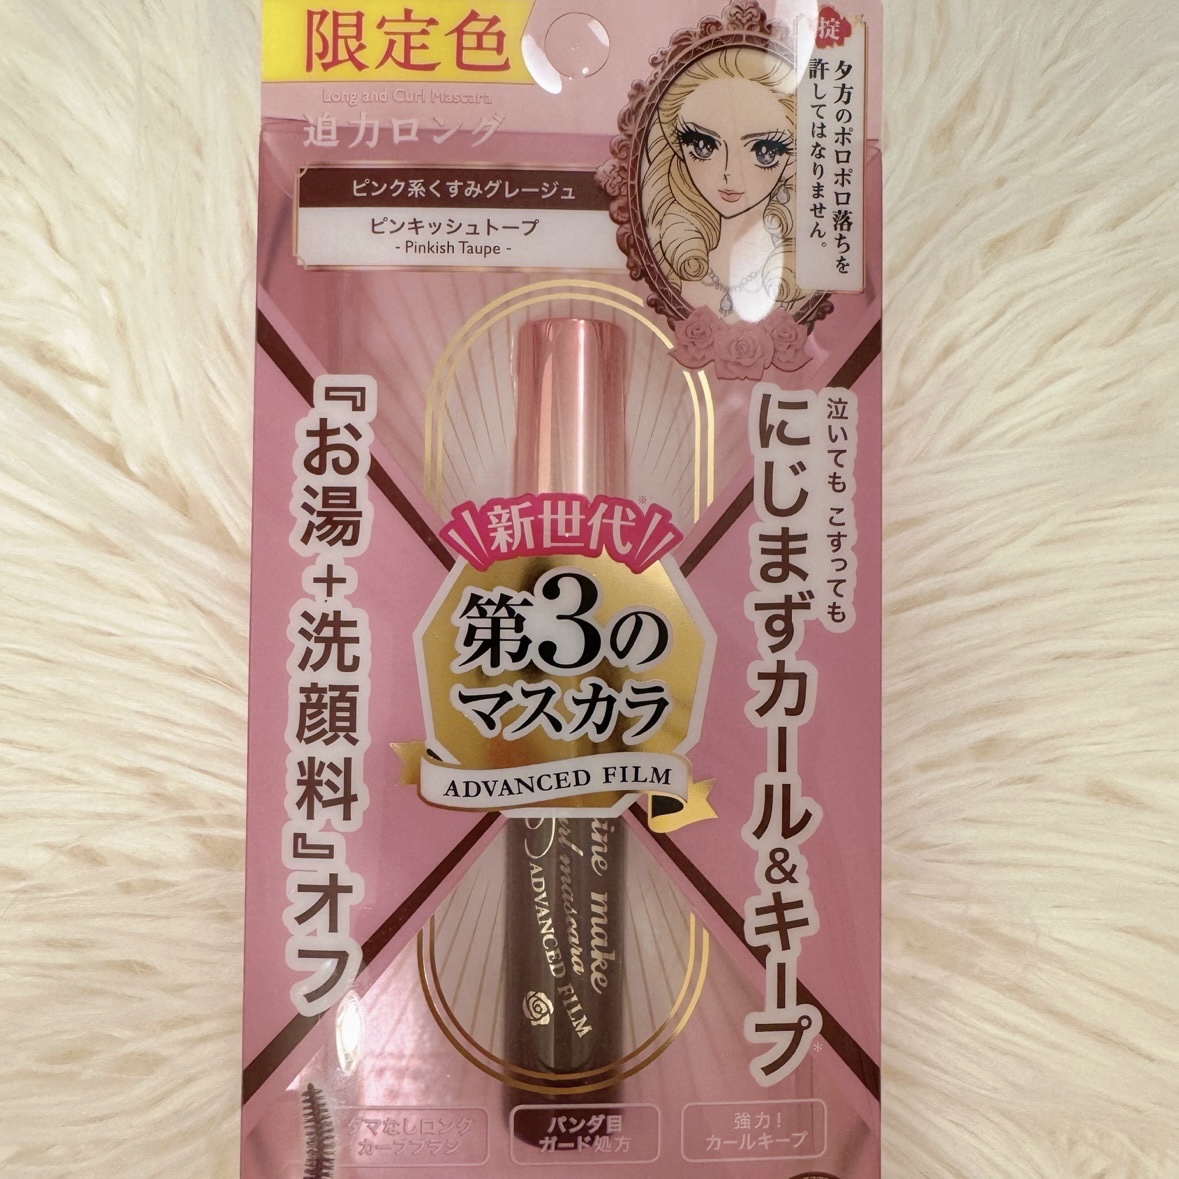 限定色
Long and Curl Mascara
迫力ロング
ピンク系くすみグレージュ
ピンキッシュトープ
- Pinkish Taupe -
掟
夕方のポロポロ落ちを
許してはなりません。
泣いても こすっても
にじまずカール&キープ*
『お湯+洗顔料』オフ
新世代※
第3の
マスカラ
ADVANCED FILM
make
mascara
ADVANCED FILM
ダマなしロング
カーブブラシ
パンダ目
ガード処方
強力!
カールキープ